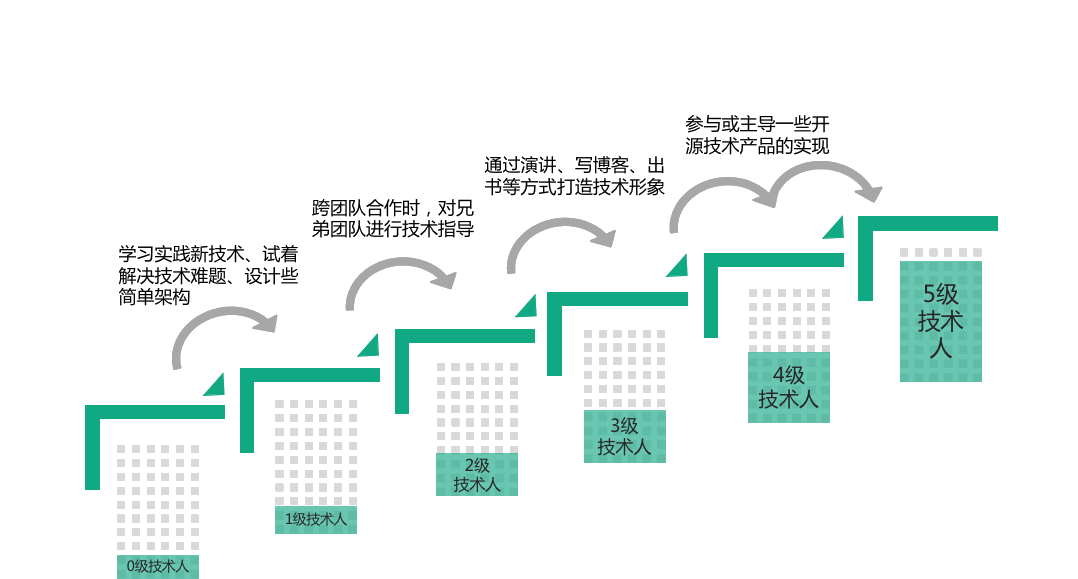 参与或主导一些开
源技术产品的实现
通过演讲、写博客、出
书等方式打造技术形象
跨团队合作时，对兄
弟团队进行技术指导
学习实践新技术、试着
解决技术难题、设计些
简单架构
5级
技术
人
4级
技术人
3级
技术人
2级
技术人
1级技术人
0级技术人